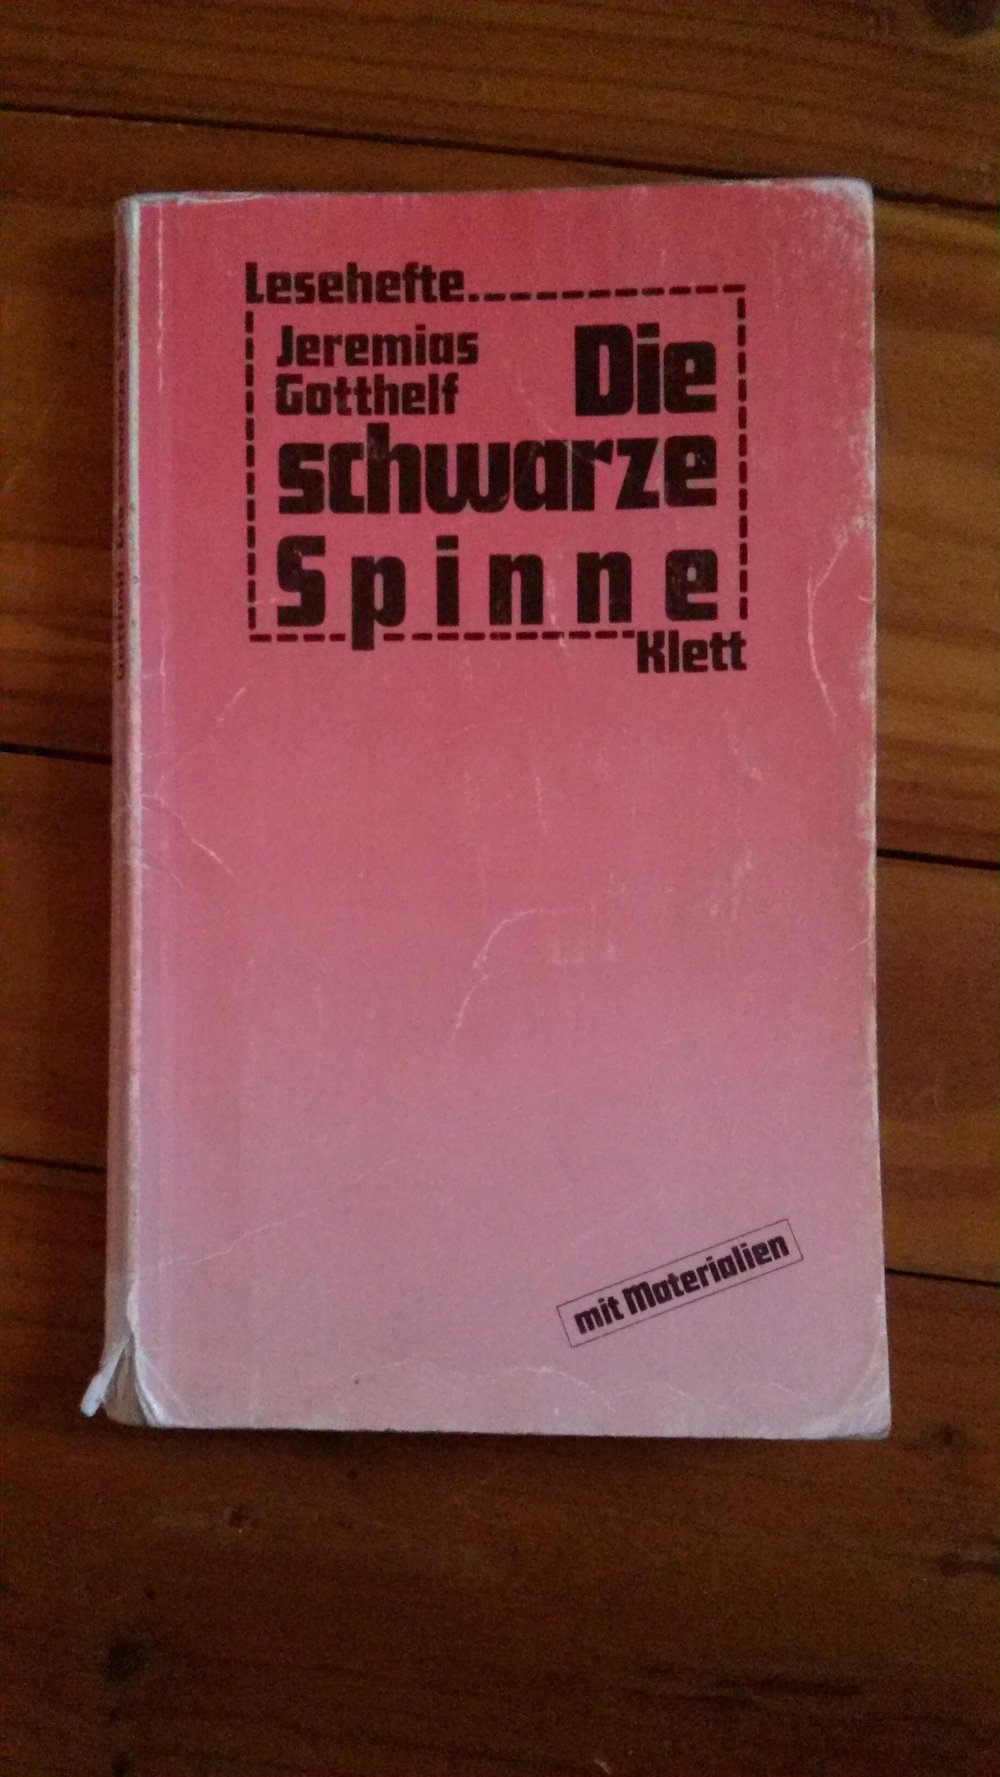 Lesehefte
Jeremias
Gotthelf
Die
schwarze
Spinne
Klett
mit Materialien